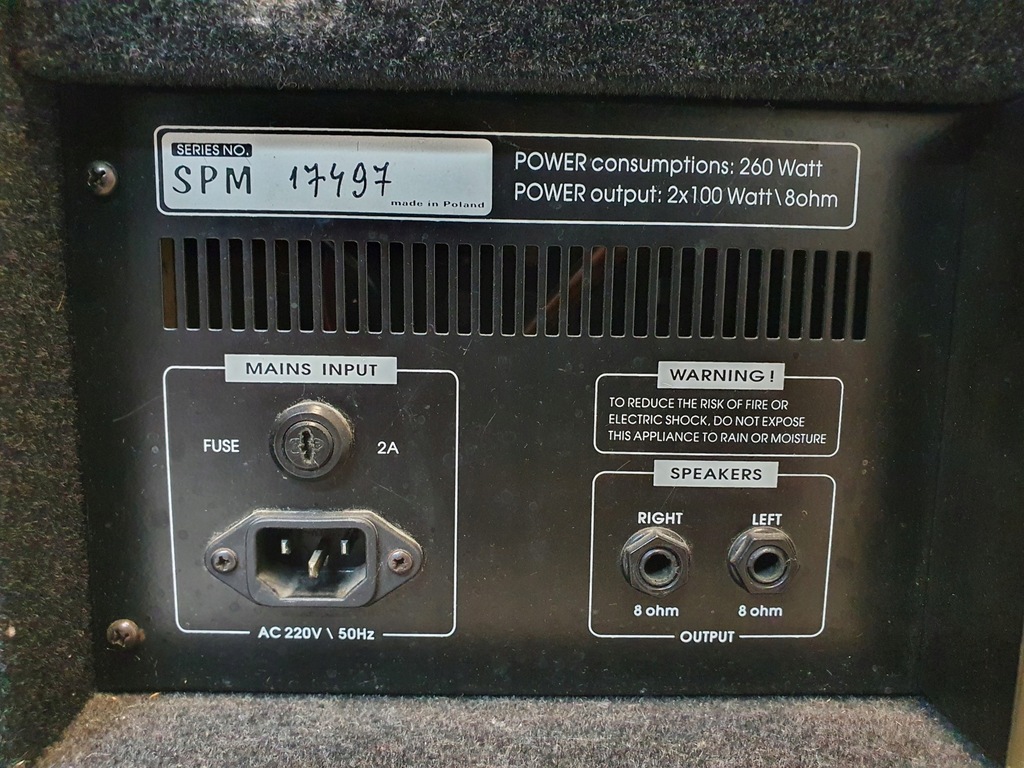 SERIES NO.
SPM 17497
made in Poland
POWER consumptions: 260 Watt
POWER output: 2x100 Watt\8ohm
MAINS INPUT
FUSE 2A
AC 220V \ 50Hz
WARNING!
TO REDUCE THE RISK OF FIRE OR
ELECTRIC SHOCK, DO NOT EXPOSE
THIS APPLIANCE TO RAIN OR MOISTURE
SPEAKERS
RIGHT LEFT
8 ohm 8 ohm
OUTPUT